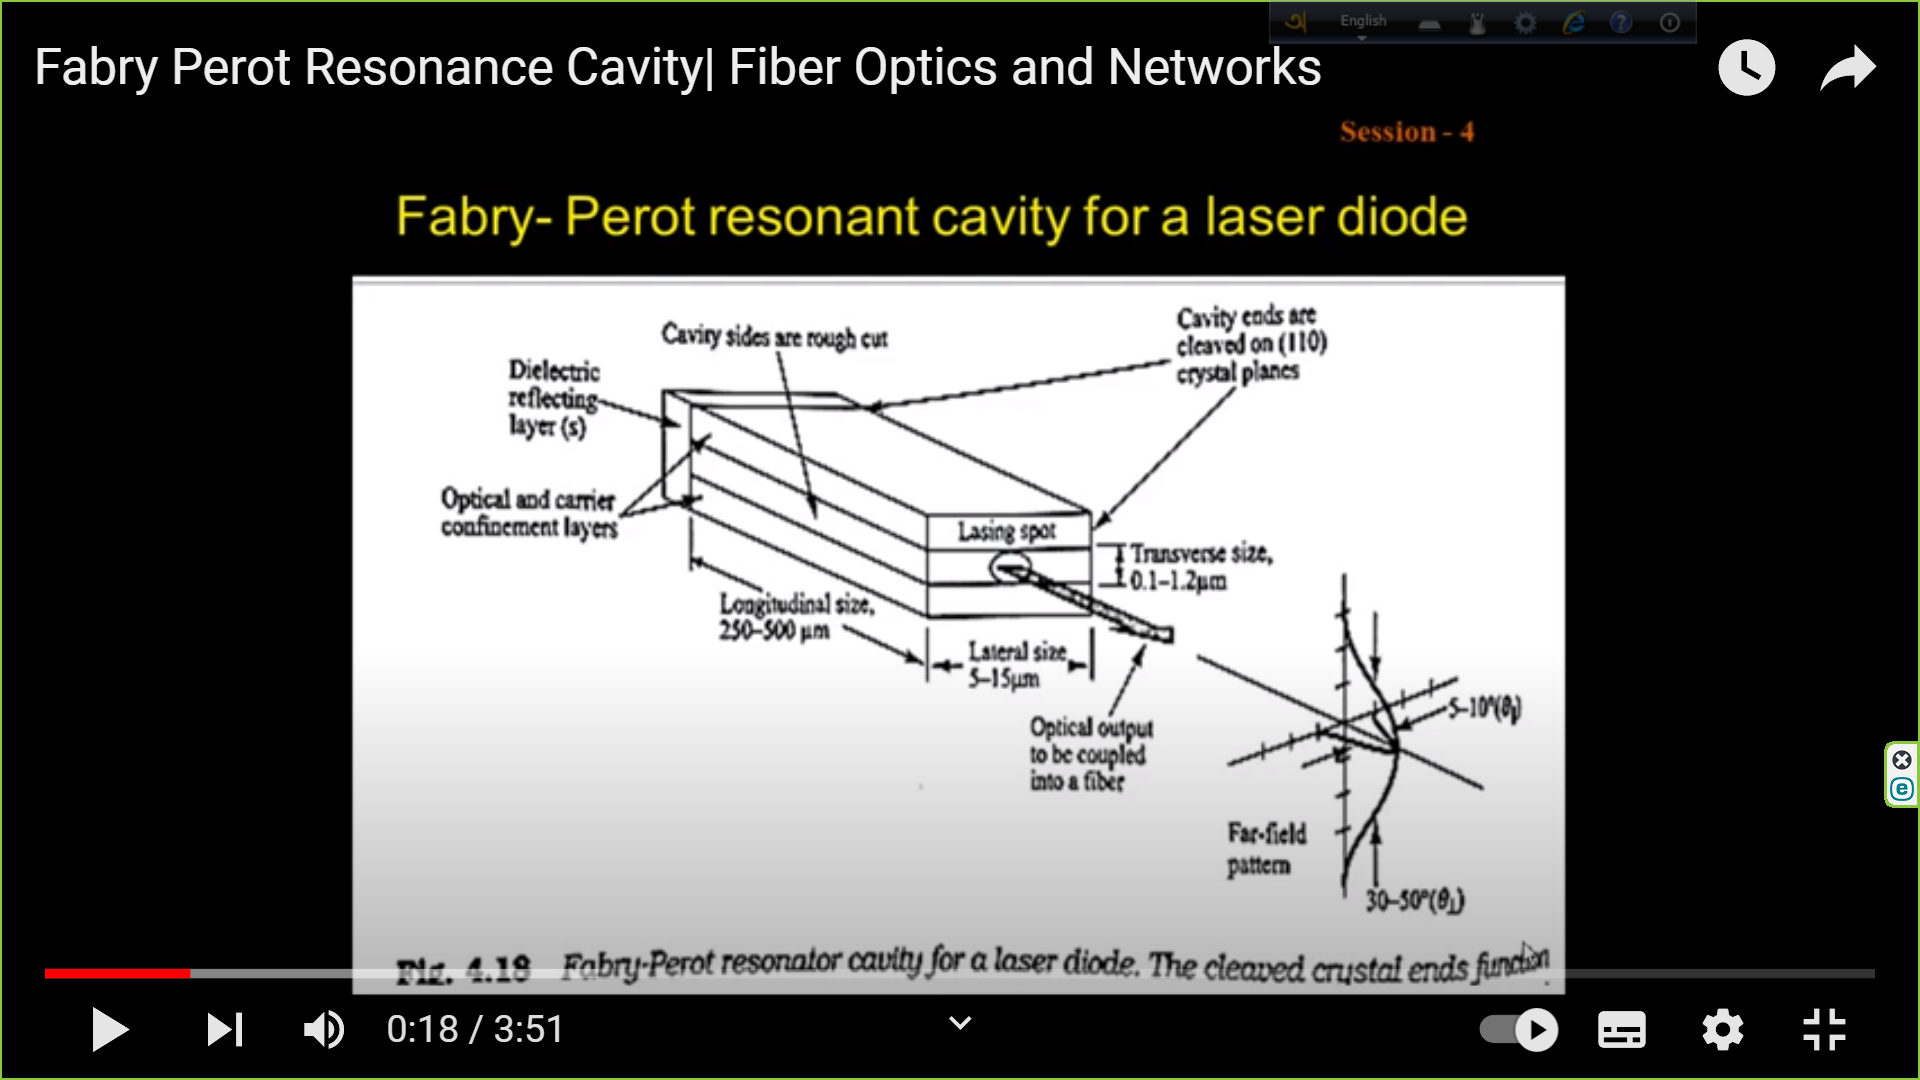 অ English
Fabry Perot Resonance Cavity| Fiber Optics and Networks
Session - 4
Fabry- Perot resonant cavity for a laser diode
Cavity sides are rough cut
Cavity ends are
cleaved on (110)
crystal planes
Dielectric
reflecting
layer (s)
Optical and carrier
confinement layers
Lasing spot
Transverse size,
0.1–1.2μm
Longitudinal size,
250–500 μm
Lateral size
5–15μm
Optical output
to be coupled
into a fiber
5–10°(θ∥)
Far-field
pattern
30–50°(θ⊥)
Fig. 4.18 Fabry-Perot resonator cavity for a laser diode. The cleaved crystal ends function
0:18 / 3:51